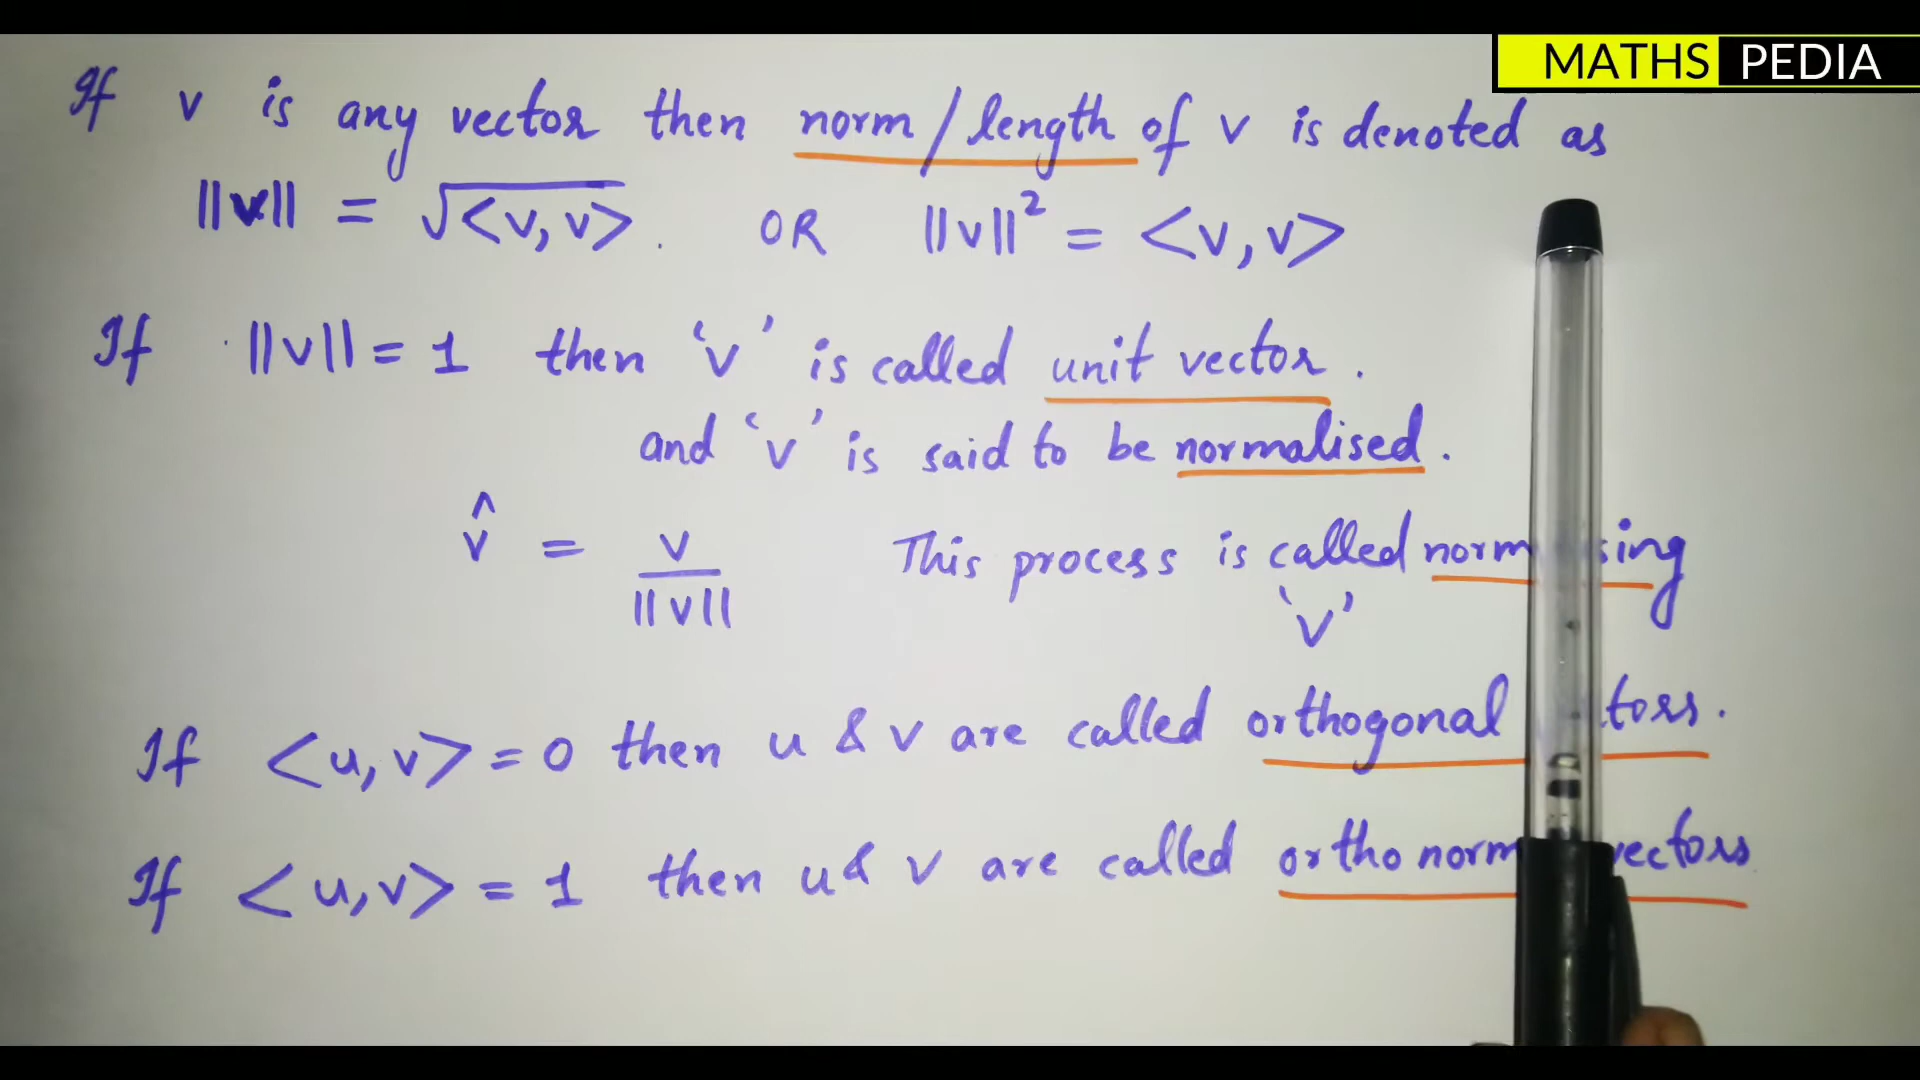 MATHS PEDIA
If v is any vector then norm/length of v is denoted as
||v|| = √<v,v>. OR ||v||² = <v,v>
If ||v|| = 1 then 'v' is called unit vector.
and 'v' is said to be normalised.
v̂ = v / ||v|| This process is called
'v'
If <u,v> = 0 then u & v are called orthogonal
If <u,v> = 1 then u & v are called vectors